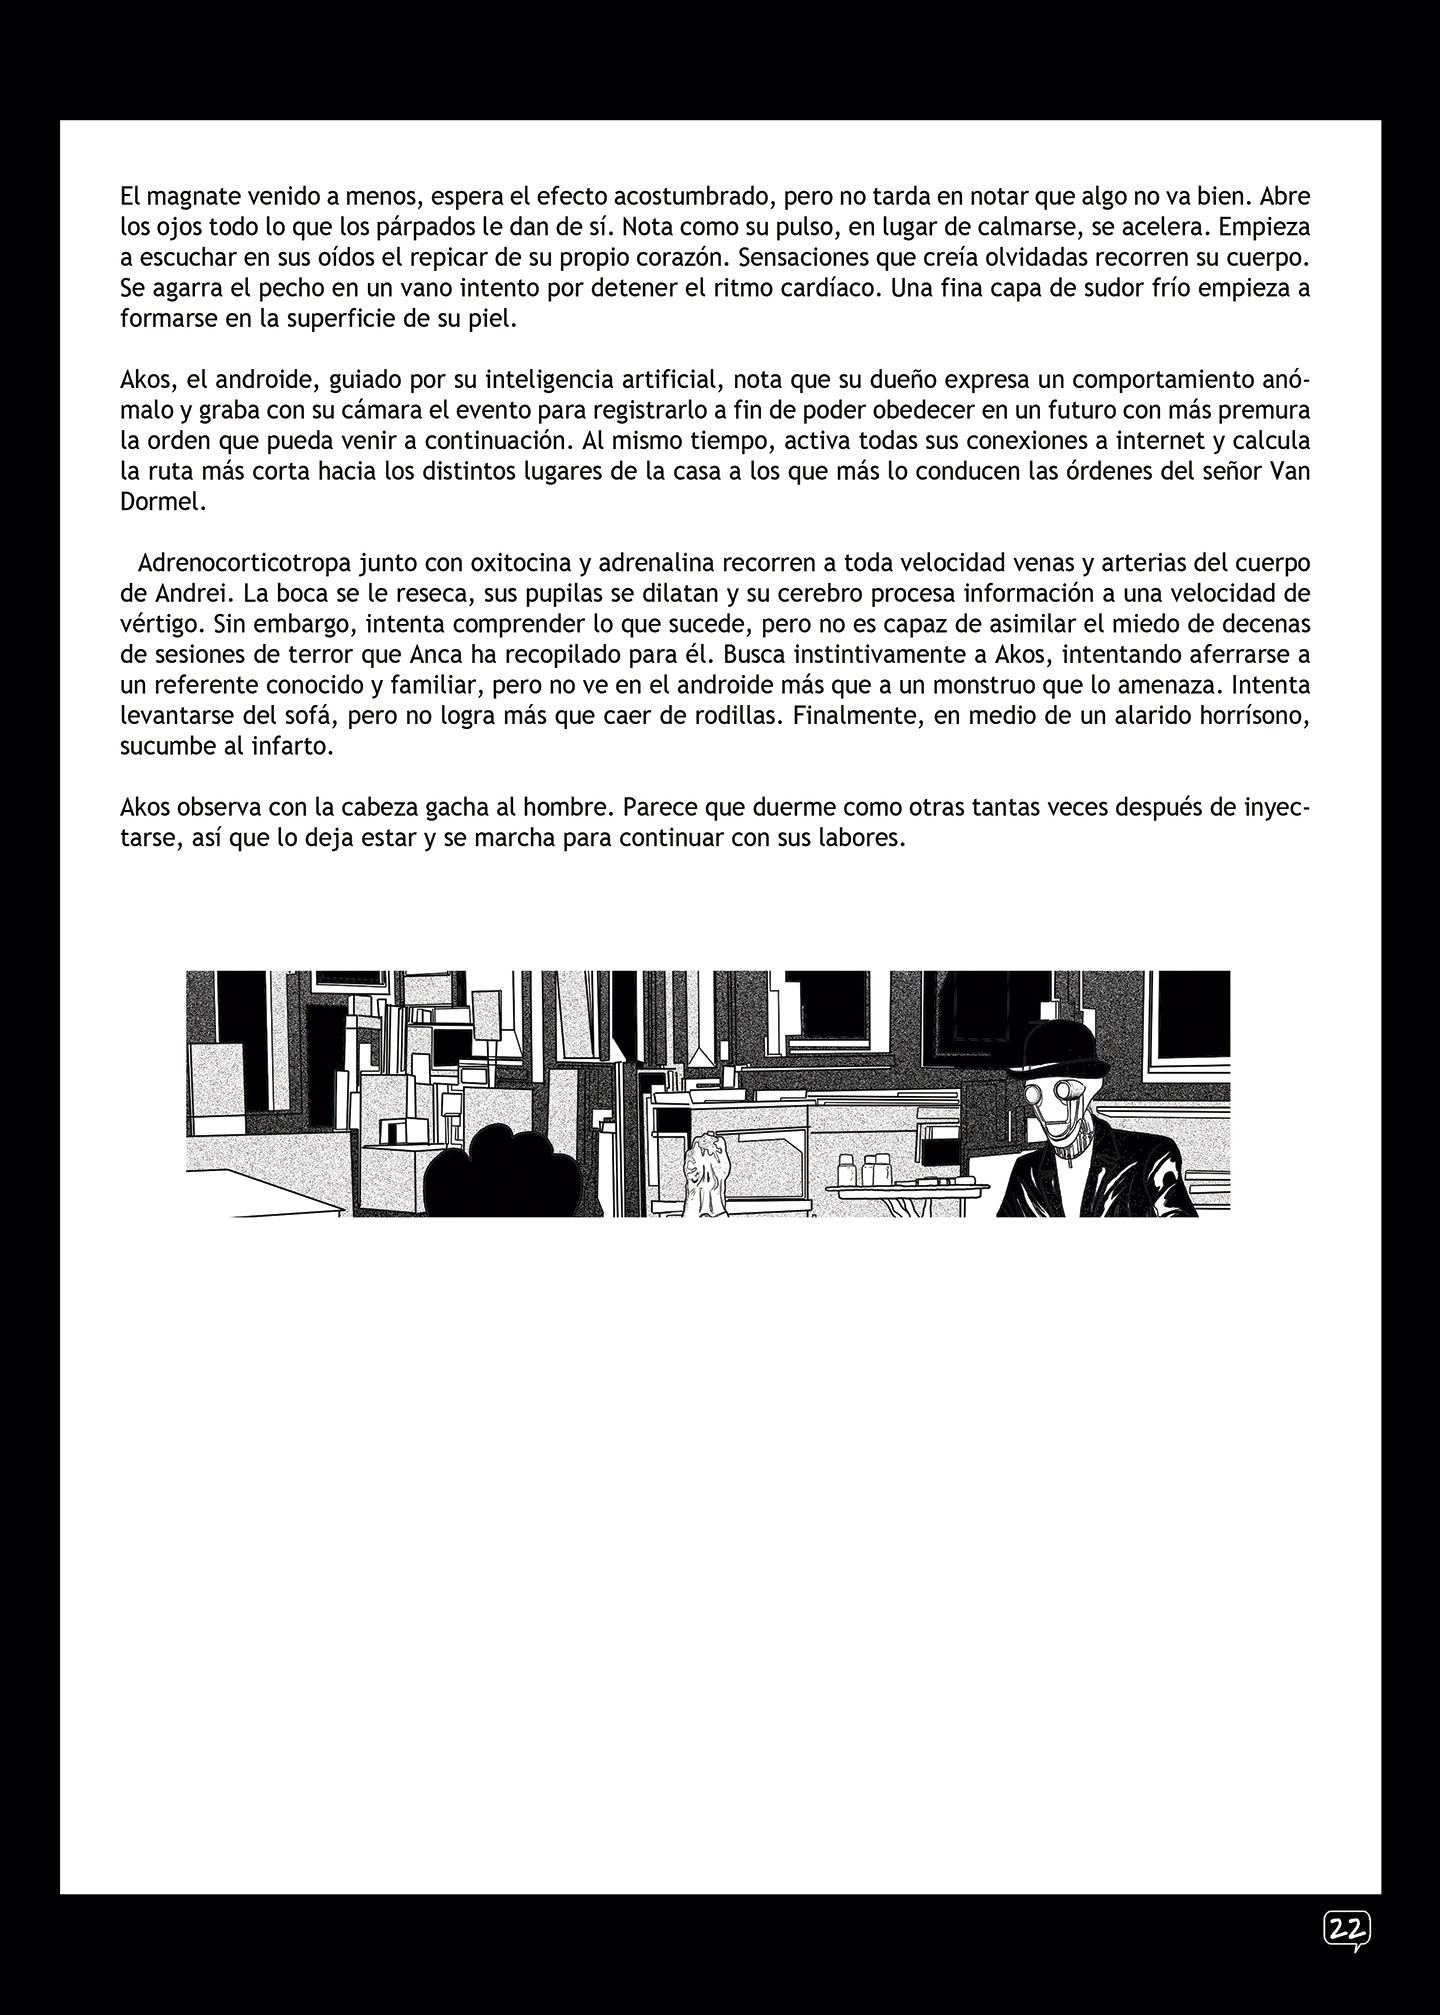 El magnate venido a menos, espera el efecto acostumbrado, pero no tarda en notar que algo no va bien. Abre
los ojos todo lo que los párpados le dan de sí. Nota como su pulso, en lugar de calmarse, se acelera. Empieza
a escuchar en sus oídos el repicar de su propio corazón. Sensaciones que creía olvidadas recorren su cuerpo.
Se agarra el pecho en un vano intento por detener el ritmo cardíaco. Una fina capa de sudor frío empieza a
formarse en la superficie de su piel.
Akos, el androide, guiado por su inteligencia artificial, nota que su dueño expresa un comportamiento anó-
malo y graba con su cámara el evento para registrarlo a fin de poder obedecer en un futuro con más premura
la orden que pueda venir a continuación. Al mismo tiempo, activa todas sus conexiones a internet y calcula
la ruta más corta hacia los distintos lugares de la casa a los que más lo conducen las órdenes del señor Van
Dormel.
Adrenocorticotropa junto con oxitocina y adrenalina recorren a toda velocidad venas y arterias del cuerpo
de Andrei. La boca se le reseca, sus pupilas se dilatan y su cerebro procesa información a una velocidad de
vértigo. Sin embargo, intenta comprender lo que sucede, pero no es capaz de asimilar el miedo de decenas
de sesiones de terror que Anca ha recopilado para él. Busca instintivamente a Akos, intentando aferrarse a
un referente conocido y familiar, pero no ve en el androide más que a un monstruo que lo amenaza. Intenta
levantarse del sofá, pero no logra más que caer de rodillas. Finalmente, en medio de un alarido horrísono,
sucumbe al infarto.
Akos observa con la cabeza gacha al hombre. Parece que duerme como otras tantas veces después de inyec-
tarse, así que lo deja estar y se marcha para continuar con sus labores.
22